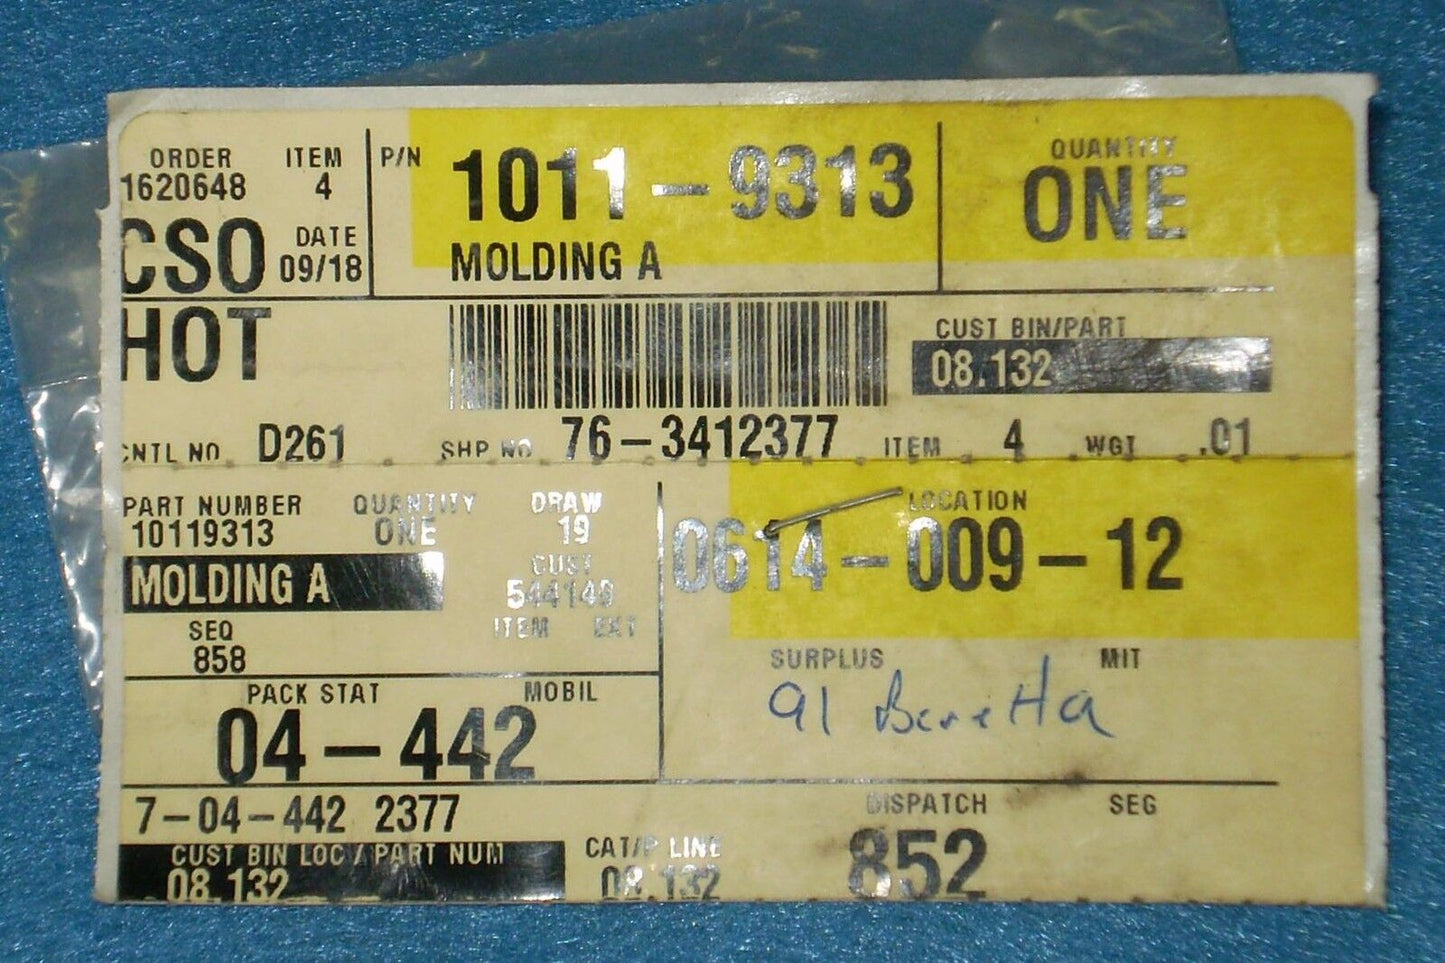 ORDER ITEM P/N 1011-9313 QUANTITY
1620648 4 ONE
CSO DATE MOLDING A
09/18
HOT CUST BIN/PART
08.132
CNTL NO D261 SHP NO 76-3412377 ITEM 4 WGT .01
PART NUMBER QUANTITY DRAW LOCATION
10119313 ONE 19 0614-009-12
MOLDING A CUST
544149
SEQ ITEM EXT
858 SURPLUS MIT
PACK STAT MOBIL 91 Beretta
04-442
7-04-442 2377 DISPATCH SEG
CUST BIN LOC / PART NUM CAT/P LINE 852
08.132 08.132